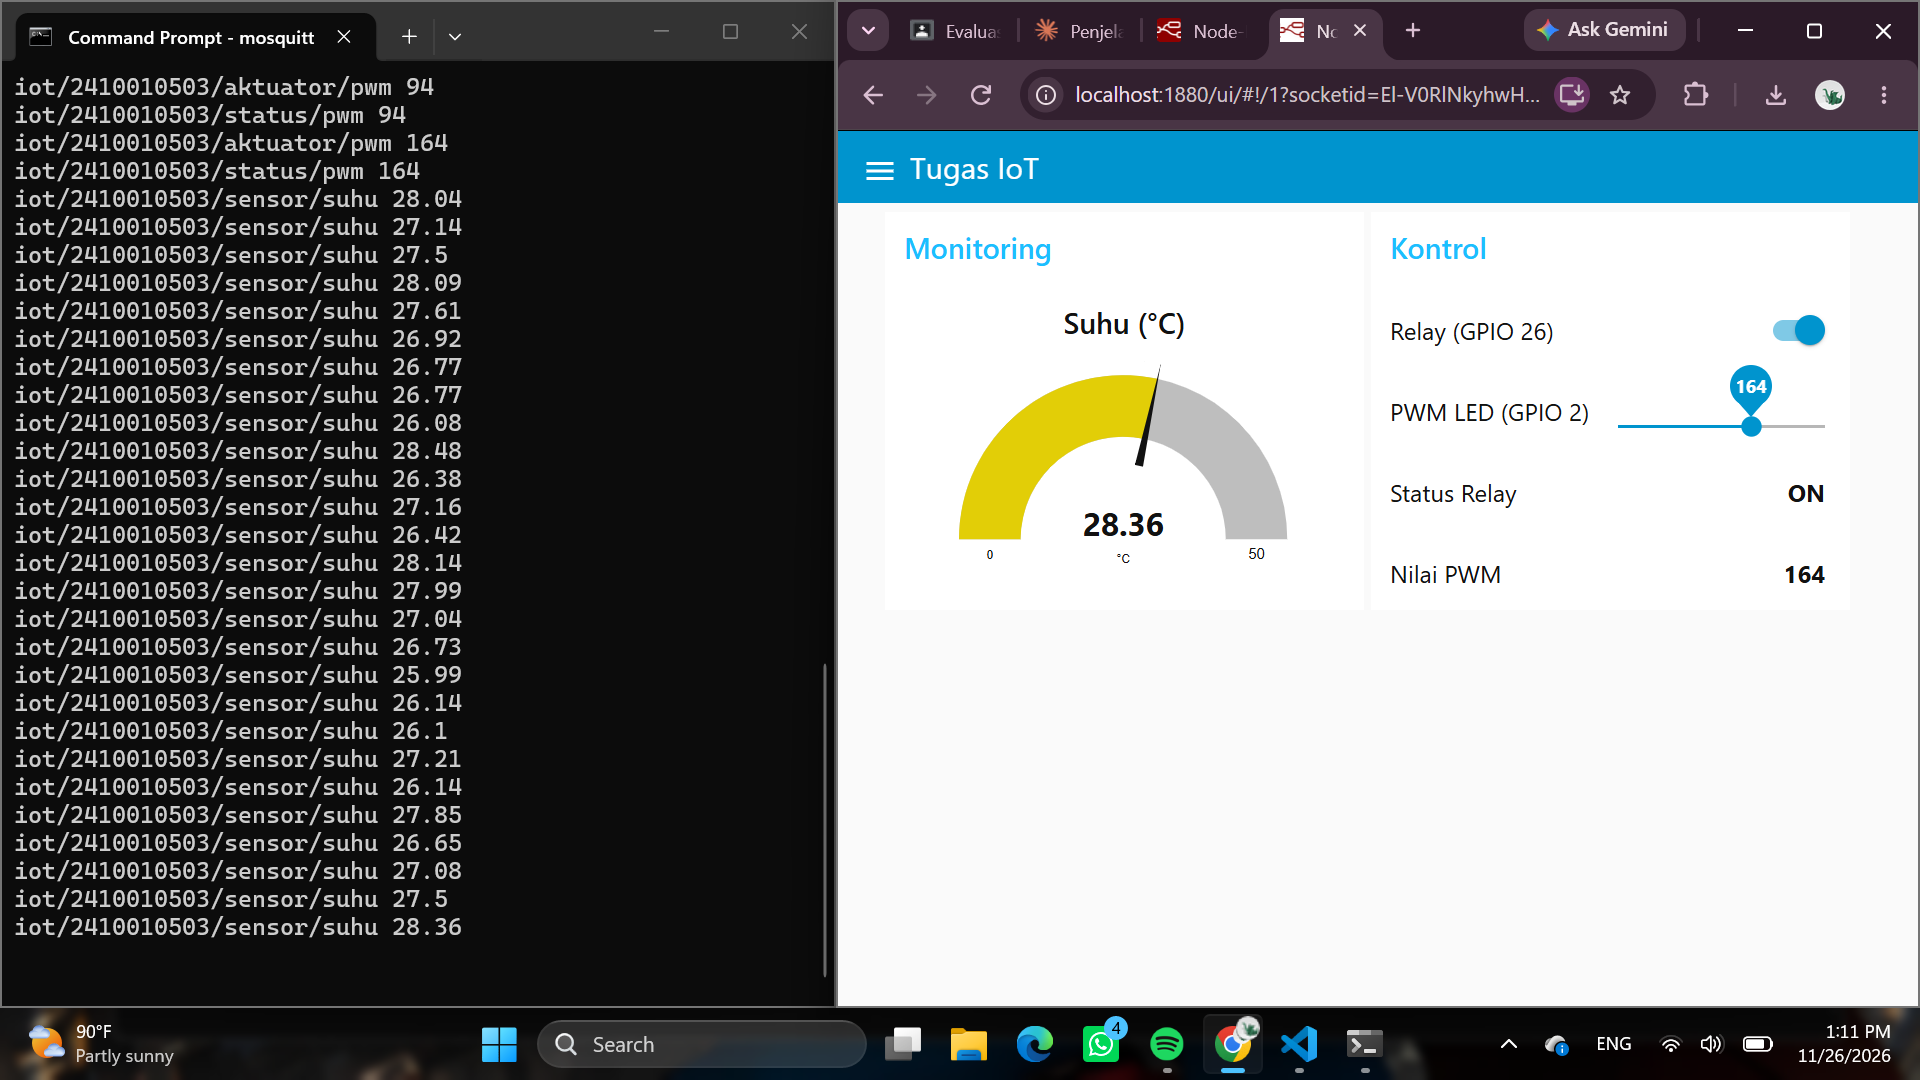 Command Prompt - mosquitt
iot/2410010503/aktuator/pwm 94
iot/2410010503/status/pwm 94
iot/2410010503/aktuator/pwm 164
iot/2410010503/status/pwm 164
iot/2410010503/sensor/suhu 28.04
iot/2410010503/sensor/suhu 27.14
iot/2410010503/sensor/suhu 27.5
iot/2410010503/sensor/suhu 28.09
iot/2410010503/sensor/suhu 27.61
iot/2410010503/sensor/suhu 26.92
iot/2410010503/sensor/suhu 26.77
iot/2410010503/sensor/suhu 26.77
iot/2410010503/sensor/suhu 26.08
iot/2410010503/sensor/suhu 28.48
iot/2410010503/sensor/suhu 26.38
iot/2410010503/sensor/suhu 27.16
iot/2410010503/sensor/suhu 26.42
iot/2410010503/sensor/suhu 28.14
iot/2410010503/sensor/suhu 27.99
iot/2410010503/sensor/suhu 27.04
iot/2410010503/sensor/suhu 26.73
iot/2410010503/sensor/suhu 25.99
iot/2410010503/sensor/suhu 26.14
iot/2410010503/sensor/suhu 26.1
iot/2410010503/sensor/suhu 27.21
iot/2410010503/sensor/suhu 26.14
iot/2410010503/sensor/suhu 27.85
iot/2410010503/sensor/suhu 26.65
iot/2410010503/sensor/suhu 27.08
iot/2410010503/sensor/suhu 27.5
iot/2410010503/sensor/suhu 28.36
Evaluas
Penjela
Node-
No
Ask Gemini
localhost:1880/ui/#!/1?socketid=El-V0RlNkyhwH...
Tugas IoT
Monitoring
Suhu (°C)
28.36
0
°C
50
Kontrol
Relay (GPIO 26)
164
PWM LED (GPIO 2)
Status Relay ON
Nilai PWM 164
90°F
Partly sunny
Search
4
ENG
1:11 PM
11/26/2026